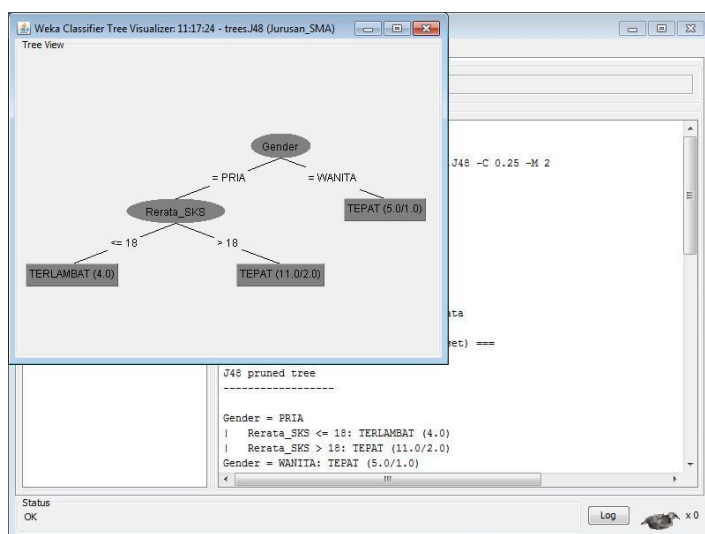 Weka Classifier Tree Visualizer: 11:17:24 - trees.J48 (Jurusan_SMA)
Tree View
Gender
= PRIA
= WANITA
Rerata_SKS
TEPAT (5.0/1.0)
<= 18
> 18
TERLAMBAT (4.0)
TEPAT (11.0/2.0)
.J48 -C 0.25 -M 2
===
J48 pruned tree
------------------
Gender = PRIA
|   Rerata_SKS <= 18: TERLAMBAT (4.0)
|   Rerata_SKS > 18: TEPAT (11.0/2.0)
Gender = WANITA: TEPAT (5.0/1.0)
Status
OK
Log
x 0